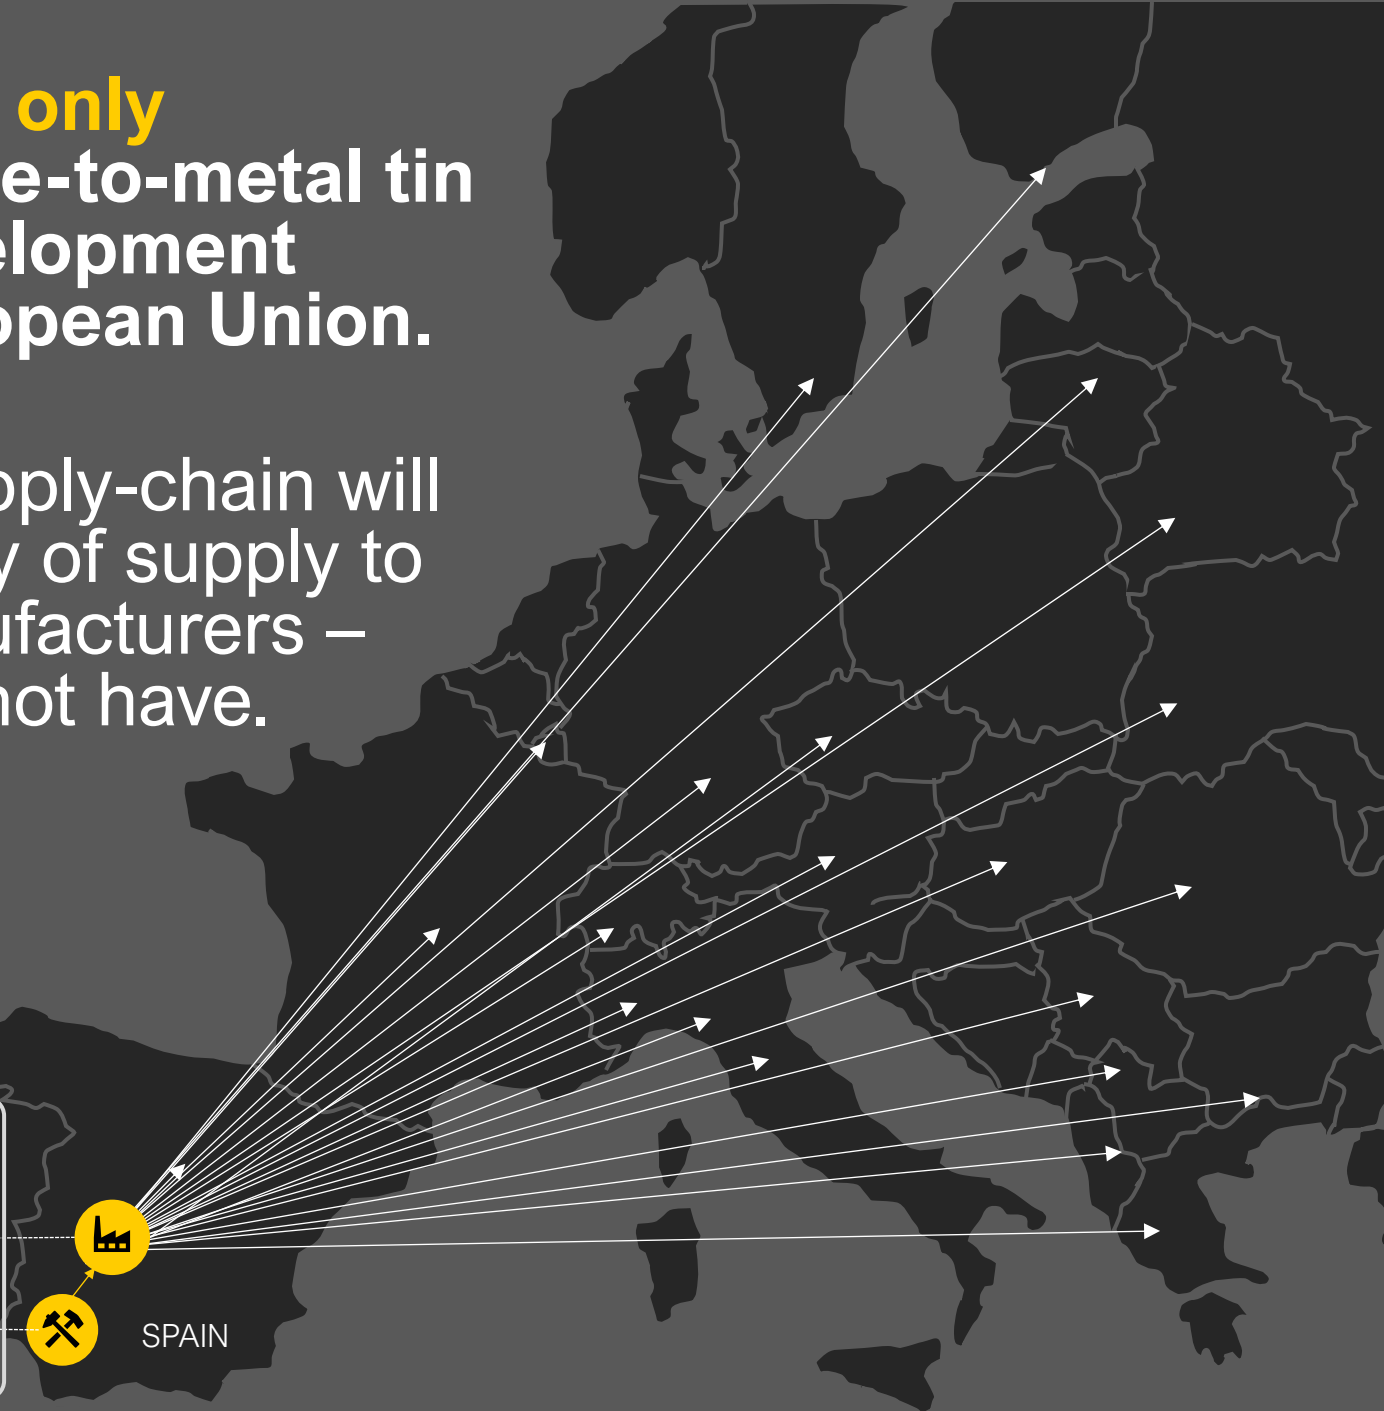 only
e-to-metal tin
elopment
opean Union.
pply-chain will
y of supply to
ufacturers –
not have.
SPAIN